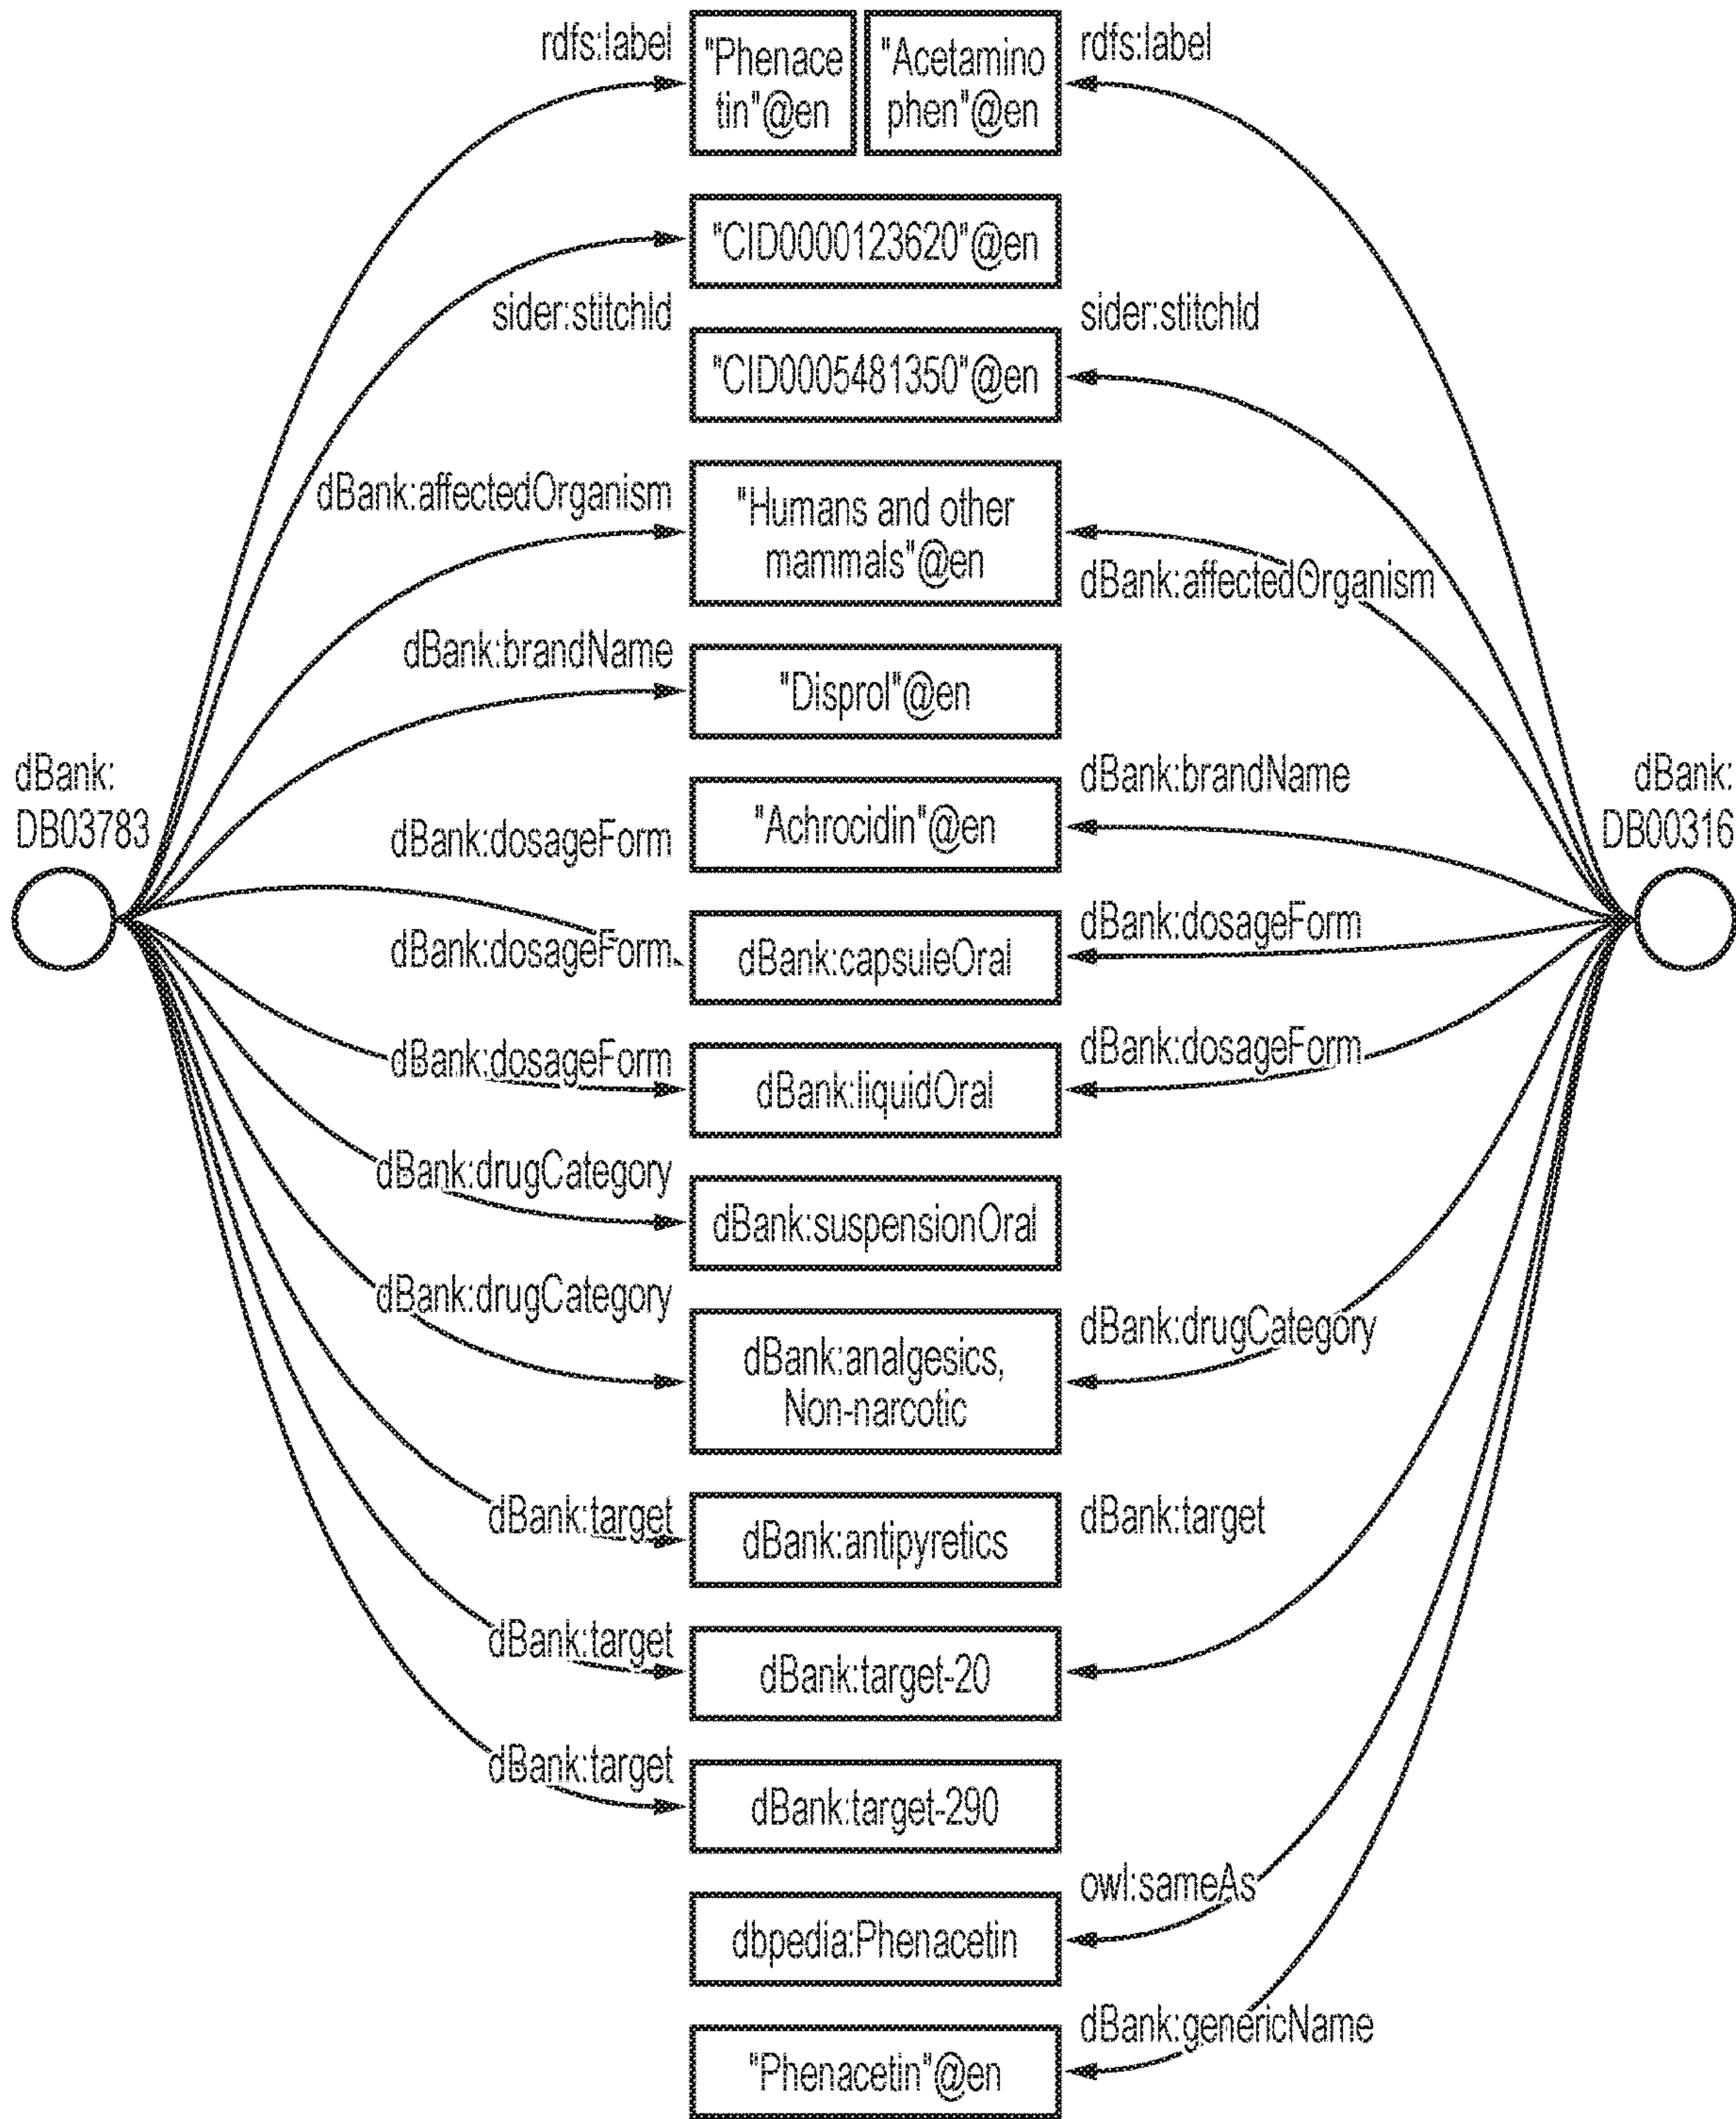 rdfs:label
"Phenace
tin"@en
"Acetamino
phen"@en
rdfs:label
"CID0000123620"@en
sider:stitchId
sider:stitchId
"CID0005481350"@en
dBank:affectedOrganism
"Humans and other
mammals"@en
dBank:affectedOrganism
dBank:brandName
"Disprol"@en
dBank:
DB03783
dBank:brandName
dBank:
DB00316
"Achrocidin"@en
dBank:dosageForm
dBank:dosageForm
dBank:dosageForm
dBank:capsuleOral
dBank:dosageForm
dBank:dosageForm
dBank:liquidOral
dBank:drugCategory
dBank:suspensionOral
dBank:drugCategory
dBank:drugCategory
dBank:analgesics,
Non-narcotic
dBank:target
dBank:antipyretics
dBank:target
dBank:target
dBank:target-20
dBank:target
dBank:target-290
owl:sameAs
dbpedia:Phenacetin
dBank:genericName
"Phenacetin"@en